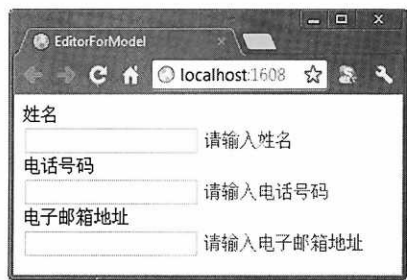 EditorForModel
localhost:1608
姓名
请输入姓名
电话号码
请输入电话号码
电子邮箱地址
请输入电子邮箱地址